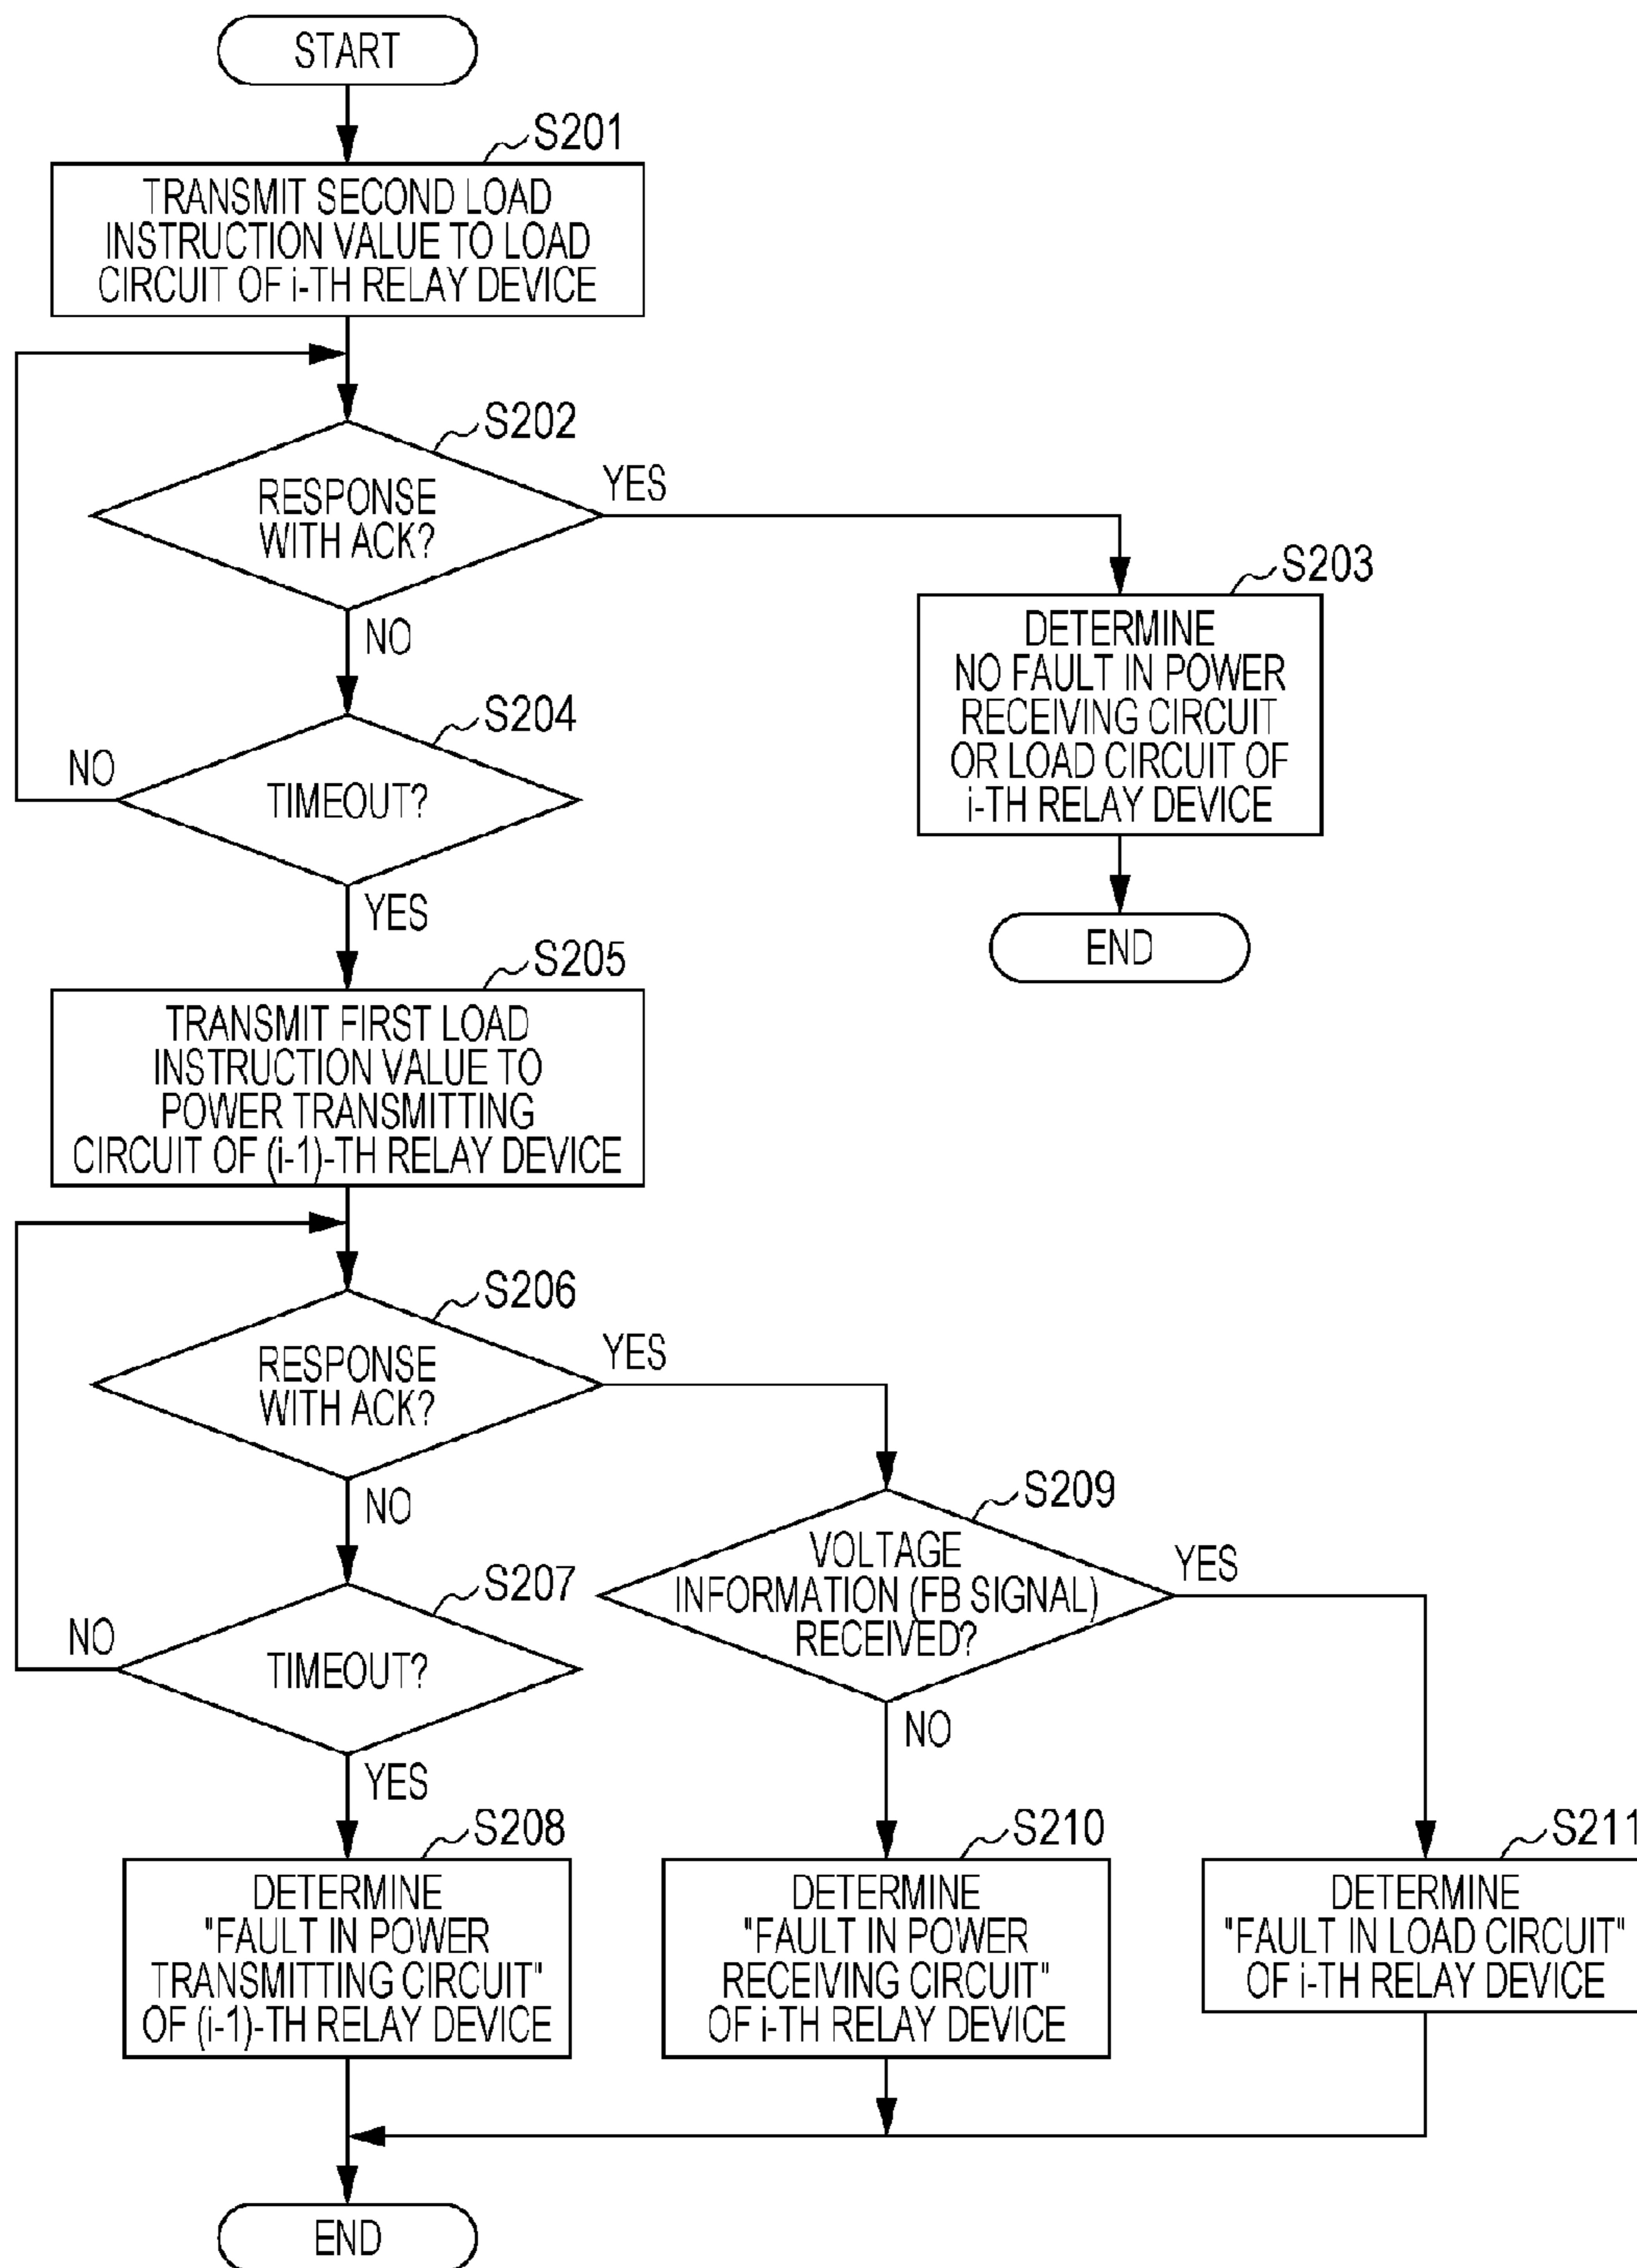 START
S201
TRANSMIT SECOND LOAD
INSTRUCTION VALUE TO LOAD
CIRCUIT OF i-TH RELAY DEVICE
S202
RESPONSE
WITH ACK?
YES
NO
S203
DETERMINE
NO FAULT IN POWER
RECEIVING CIRCUIT
OR LOAD CIRCUIT OF
i-TH RELAY DEVICE
END
S204
TIMEOUT?
NO
YES
S205
TRANSMIT FIRST LOAD
INSTRUCTION VALUE TO
POWER TRANSMITTING
CIRCUIT OF (i-1)-TH RELAY DEVICE
S206
RESPONSE
WITH ACK?
YES
NO
S207
TIMEOUT?
NO
YES
S209
VOLTAGE
INFORMATION (FB SIGNAL)
RECEIVED?
YES
NO
S208
DETERMINE
"FAULT IN POWER
TRANSMITTING CIRCUIT"
OF (i-1)-TH RELAY DEVICE
S210
DETERMINE
"FAULT IN POWER
RECEIVING CIRCUIT"
OF i-TH RELAY DEVICE
S211
DETERMINE
"FAULT IN LOAD CIRCUIT"
OF i-TH RELAY DEVICE
END